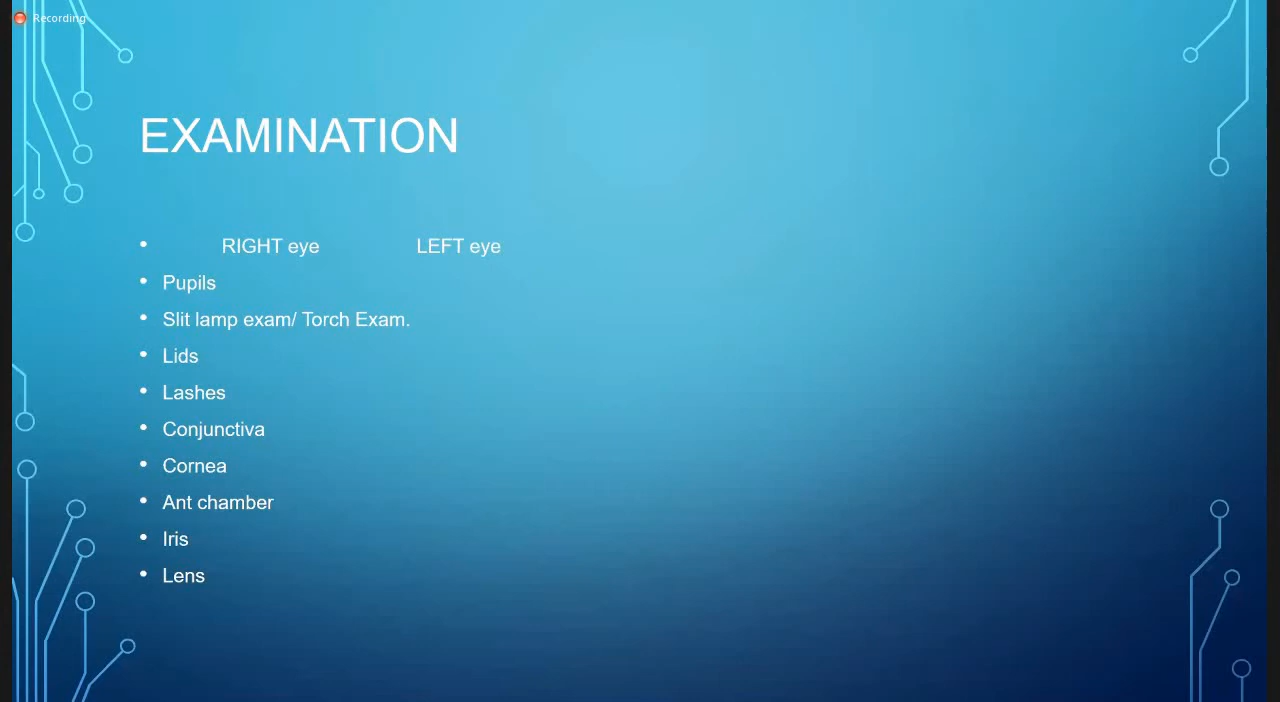 Recording
EXAMINATION
• RIGHT eye LEFT eye
• Pupils
• Slit lamp exam/ Torch Exam.
• Lids
• Lashes
• Conjunctiva
• Cornea
• Ant chamber
• Iris
• Lens